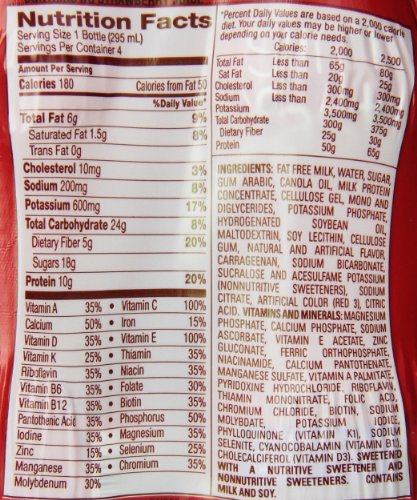 Nutrition Facts
Serving Size 1 Bottle (295 mL)
Servings Per Container 4
Amount Per Serving
Calories 180 Calories from Fat 50
%Daily Value*
Total Fat 6g 9%
Saturated Fat 1.5g 8%
Trans Fat 0g
Cholesterol 10mg 3%
Sodium 200mg 8%
Potassium 600mg 17%
Total Carbohydrate 24g 8%
Dietary Fiber 5g 20%
Sugars 18g
Protein 10g 20%
Vitamin A 35% • Vitamin C 100%
Calcium 50% • Iron 15%
Vitamin D 35% • Vitamin E 100%
Vitamin K 25% • Thiamin 35%
Riboflavin 35% • Niacin 35%
Vitamin B6 35% • Folate 30%
Vitamin B12 35% • Biotin 35%
Pantothenic Acid 35% • Phosphorus 50%
Iodine 35% • Magnesium 35%
Zinc 15% • Selenium 25%
Manganese 35% • Chromium 35%
Molybdenum 30%
*Percent Daily Values are based on a 2,000 calorie
diet. Your daily values may be higher or lower
depending on your calorie needs.
Calories: 2,000 2,500
Total Fat Less than 65g 80g
Sat Fat Less than 20g 25g
Cholesterol Less than 300mg 300mg
Sodium Less than 2,400mg 2,400mg
Potassium 3,500mg 3,500mg
Total Carbohydrate 300g 375g
Dietary Fiber 25g 30g
Protein 50g 65g
INGREDIENTS: FAT FREE MILK, WATER, SUGAR,
GUM ARABIC, CANOLA OIL, MILK PROTEIN
CONCENTRATE, CELLULOSE GEL, MONO AND
DIGLYCERIDES, POTASSIUM PHOSPHATE,
HYDROGENATED SOYBEAN OIL,
MALTODEXTRIN, SOY LECITHIN, CELLULOSE
GUM, NATURAL AND ARTIFICIAL FLAVOR,
CARRAGEENAN, SODIUM BICARBONATE,
SUCRALOSE AND ACESULFAME POTASSIUM
(NONNUTRITIVE SWEETENERS), SODIUM
CITRATE, ARTIFICIAL COLOR (RED 3), CITRIC
ACID. VITAMINS AND MINERALS: MAGNESIUM
PHOSPHATE, CALCIUM PHOSPHATE, SODIUM
ASCORBATE, VITAMIN E ACETATE, ZINC
GLUCONATE, FERRIC ORTHOPHOSPHATE,
NIACINAMIDE, CALCIUM PANTOTHENATE,
MANGANESE SULFATE, VITAMIN A PALMITATE,
PYRIDOXINE HYDROCHLORIDE, RIBOFLAVIN,
THIAMIN MONONITRATE, FOLIC ACID,
CHROMIUM CHLORIDE, BIOTIN, SODIUM
MOLYBDATE, POTASSIUM IODIDE,
PHYLLOQUINONE (VITAMIN K1), SODIUM
SELENITE, CYANOCOBALAMIN (VITAMIN B12),
CHOLECALCIFEROL (VITAMIN D3). SWEETENED
WITH A NUTRITIVE SWEETENER AND
NONNUTRITIVE SWEETENERS. CONTAINS
MILK AND SOY.